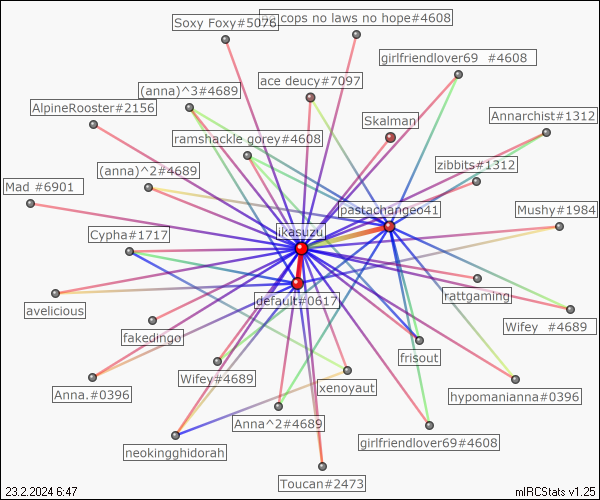 Soxy Foxy#5076
cops no laws no hope#4608
girlfriendlover69 #4608
ace deucy#7097
(anna)^3#4689
AlpineRooster#2156
Skalman
Annarchist#1312
ramshackle gorey#4608
zibbits#1312
(anna)^2#4689
Mad #6901
pastachangeo41
Mushy#1984
ikasuzu
Cypha#1717
rattgaming
default#0617
avelicious
Wifey #4689
fakedingo
frisout
Wifey#4689
xenoyaut
Anna.#0396
hypomanianna#0396
Anna^2#4689
girlfriendlover69#4608
neokingghidorah
Toucan#2473
23.2.2024 6:47
mIRCStats v1.25